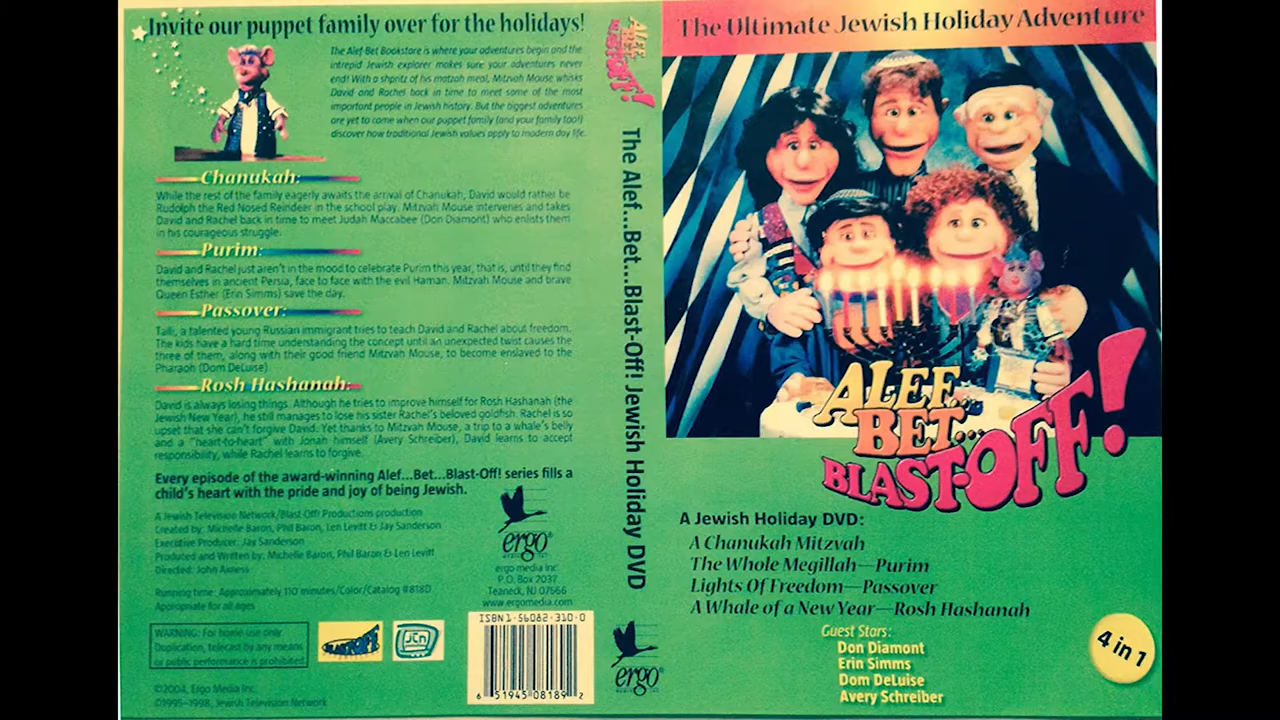 Invite our puppet family over for the holidays!
The Alef-Bet Bookstore is where your adventures begin and the
intrepid Jewish explorer makes sure your adventures never
end! With a shpritz of his matzah meal, Mitzvah Mouse whisks
David and Rachel back in time to meet some of the most
important people in Jewish history. But the biggest adventures
are yet to come when our puppet family (and your family too!)
discover how traditional Jewish values apply to modern day life.
Chanukah:
While the rest of the family eagerly awaits the arrival of Chanukah, David would rather be
Rudolph the Red Nosed Reindeer in the school play. Mitzvah Mouse intervenes and takes
David and Rachel back in time to meet Judah Maccabee (Don Diamont) who enlists them
in his courageous struggle.
Purim:
David and Rachel just aren't in the mood to celebrate Purim this year, that is, until they find
themselves in ancient Persia, face to face with the evil Haman. Mitzvah Mouse and brave
Queen Esther (Erin Simms) save the day.
Passover:
Talli, a talented young Russian immigrant tries to teach David and Rachel about freedom.
The kids have a hard time understanding the concept until an unexpected twist causes the
three of them, along with their good friend Mitzvah Mouse, to become enslaved to the
Pharaoh (Dom DeLuise).
Rosh Hashanah:
David is always losing things. Although he tries to improve himself for Rosh Hashanah (the
Jewish New Year), he still manages to lose his sister Rachel's beloved goldfish. Rachel is so
upset that she can't forgive David. Yet thanks to Mitzvah Mouse, a trip to a whale's belly
and a "heart-to-heart" with Jonah himself (Avery Schreiber), David learns to accept
responsibility, while Rachel learns to forgive.
Every episode of the award-winning Alef...Bet...Blast-Off! series fills a
child's heart with the pride and joy of being Jewish.
A Jewish Television Network/Blast-Off! Productions production
Created by: Michelle Baron, Phil Baron, Len Levitt & Jay Sanderson
Executive Producer: Jay Sanderson
Produced and Written by: Michelle Baron, Phil Baron & Len Levitt
Directed: John Axness
Running time: Approximately 110 minutes/Color/Catalog #818D
Appropriate for all ages
WARNING: For home use only.
Duplication, telecast by any means
or public performance is prohibited.
BLAST-OFF!
JTN
©2004, Ergo Media Inc.
©1995-1998, Jewish Television Network
ergo®
MEDIA INC.
ergo media inc.
P.O. Box 2037
Teaneck, NJ 07666
www.ergomedia.com
ISBN 1-56082-310-0
6 51945 08189 2
ALEF...
BET...
BLAST-OFF!
The Alef...Bet...Blast-Off! Jewish Holiday DVD
ergo®
The Ultimate Jewish Holiday Adventure
ALEF...
BET...
BLAST-OFF!
A Jewish Holiday DVD:
A Chanukah Mitzvah
The Whole Megillah—Purim
Lights Of Freedom—Passover
A Whale of a New Year—Rosh Hashanah
Guest Stars:
Don Diamont
Erin Simms
Dom DeLuise
Avery Schreiber
4 in 1